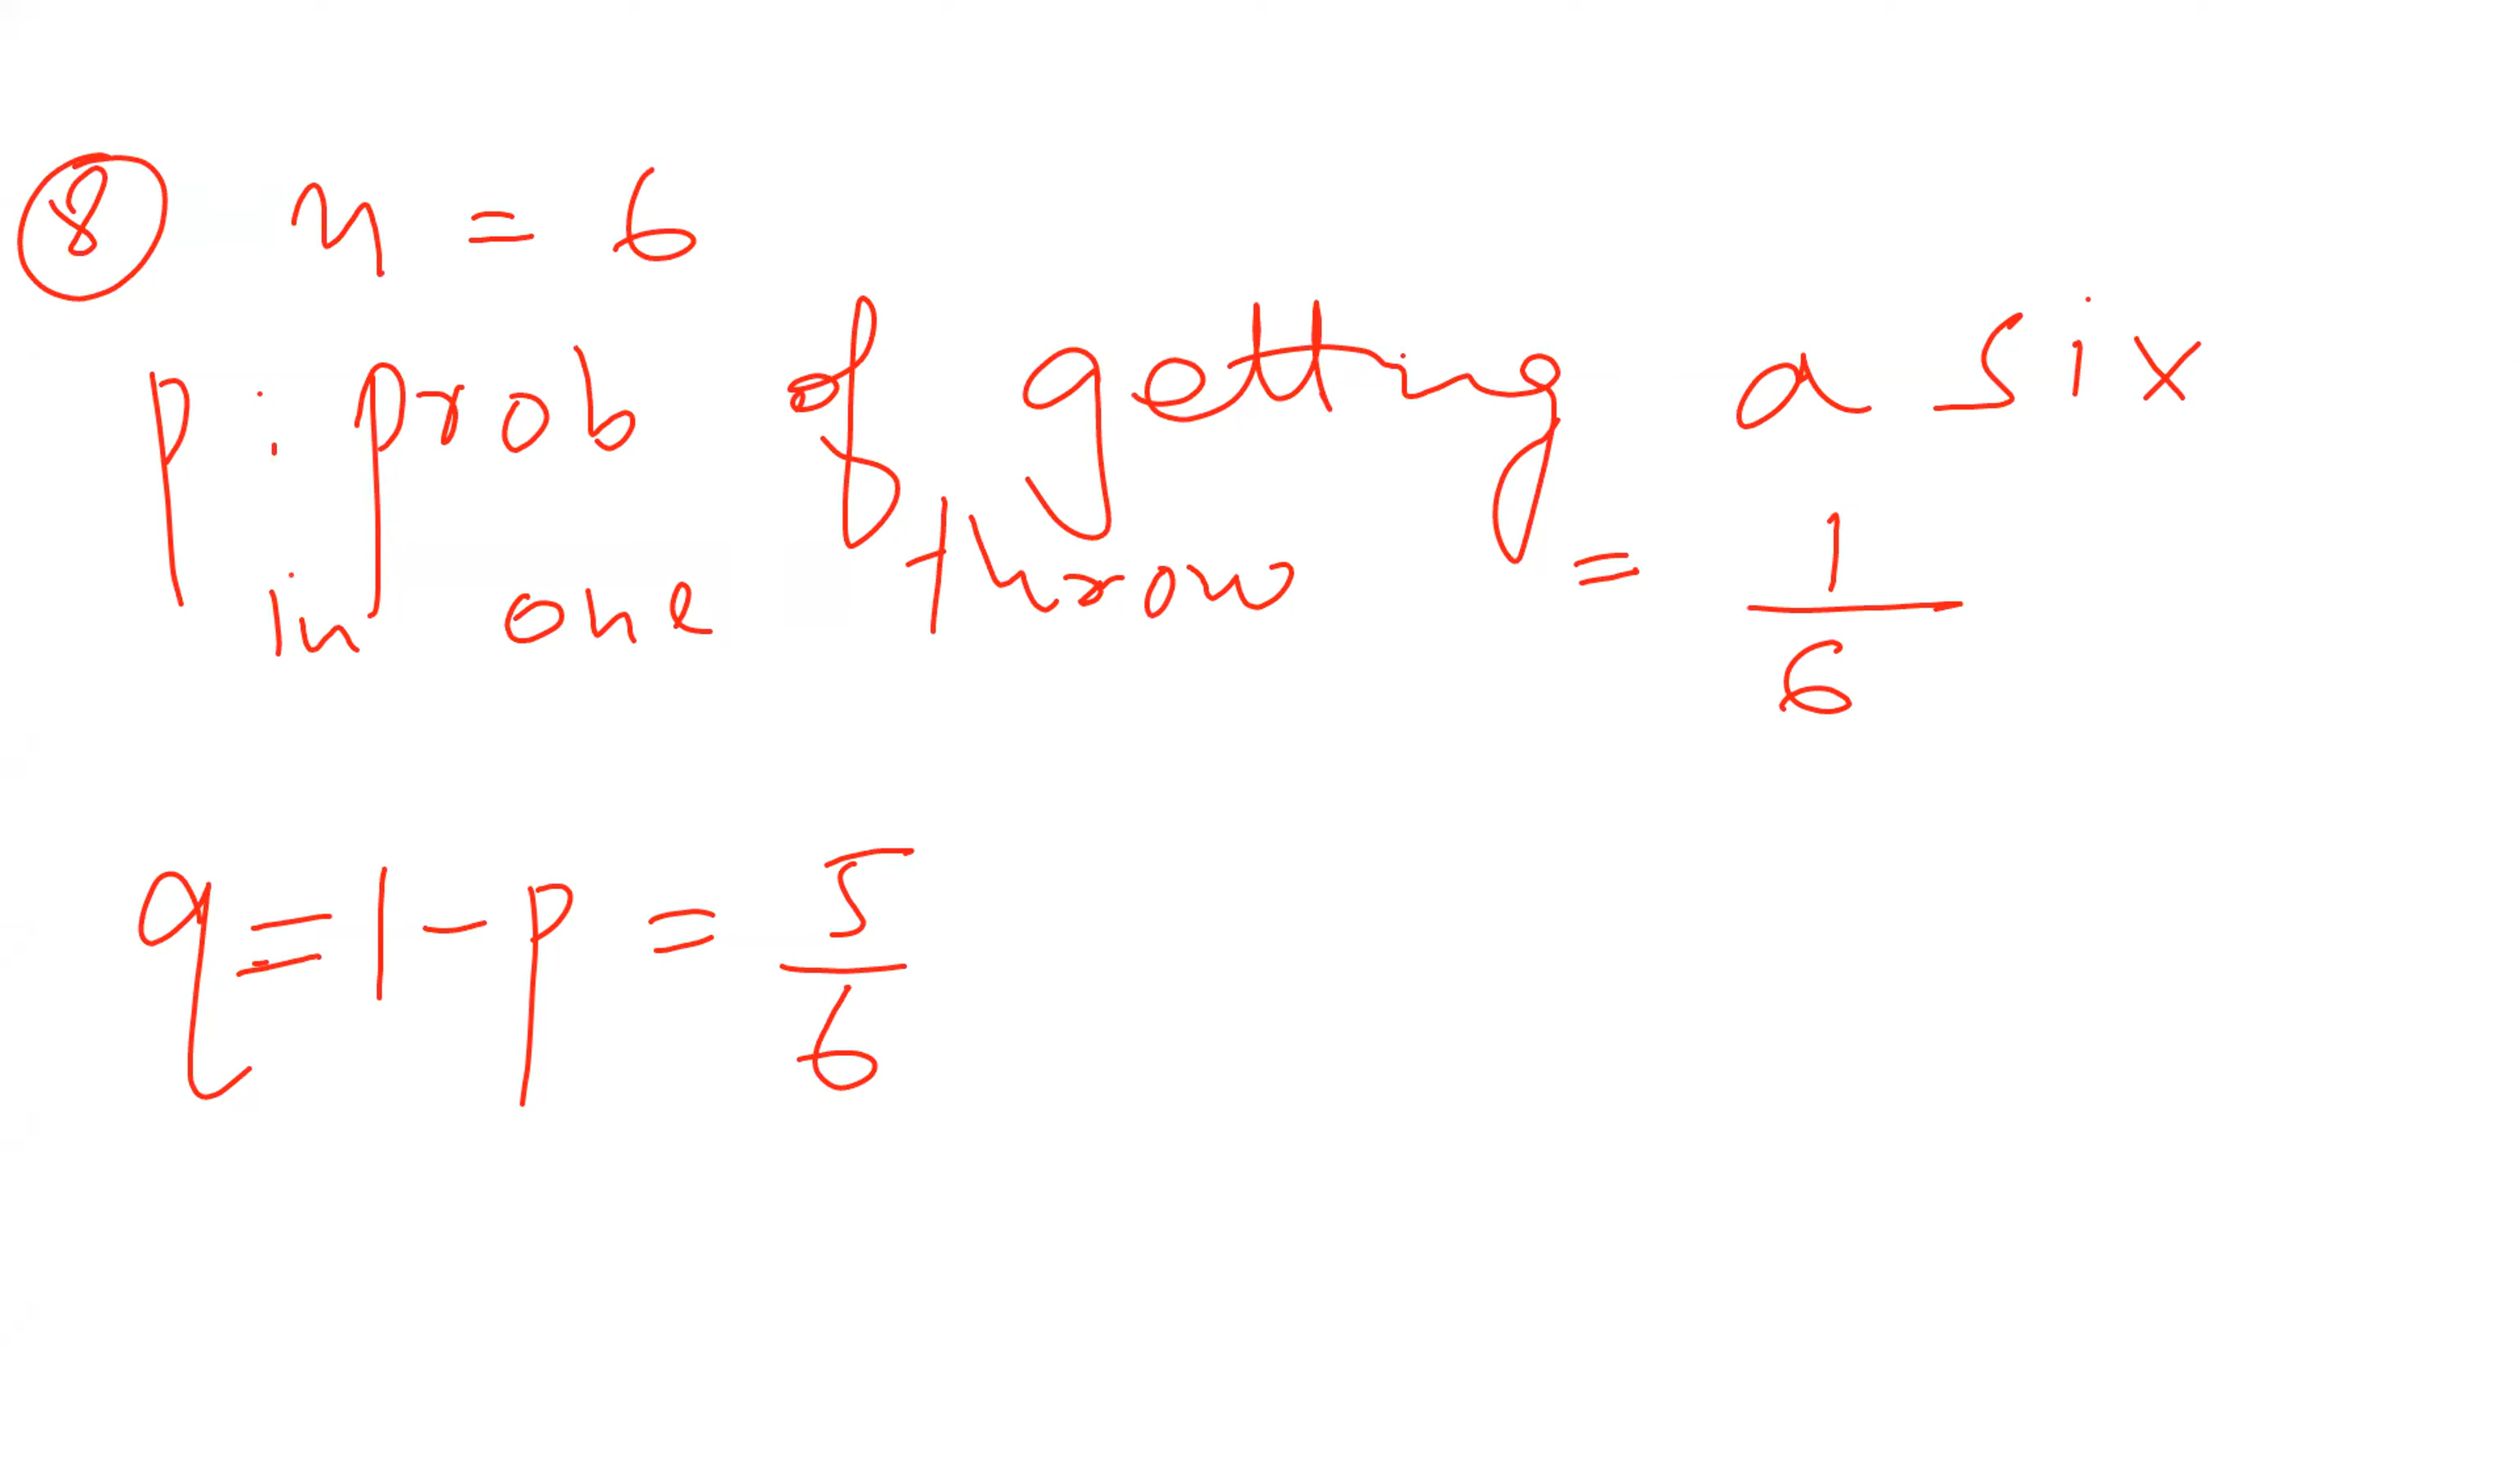 ⑧ n = 6
p : prob of getting a six
in one throw = 1/6
q = 1 - p = 5/6